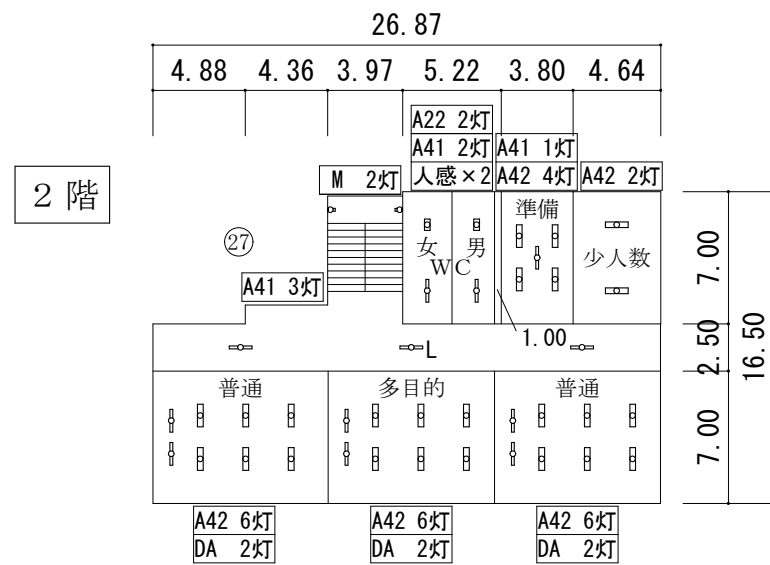 26.87
4.88 4.36 3.97 5.22 3.80 4.64
A22 2灯
A41 2灯 A41 1灯
M 2灯 人感×2 A42 4灯 A42 2灯
2階
準備
㉗ 女 男 少人数 7.00
WC
A41 3灯
1.00
L 2.50 16.50
普通 多目的 普通
7.00
A42 6灯 A42 6灯 A42 6灯
DA 2灯 DA 2灯 DA 2灯